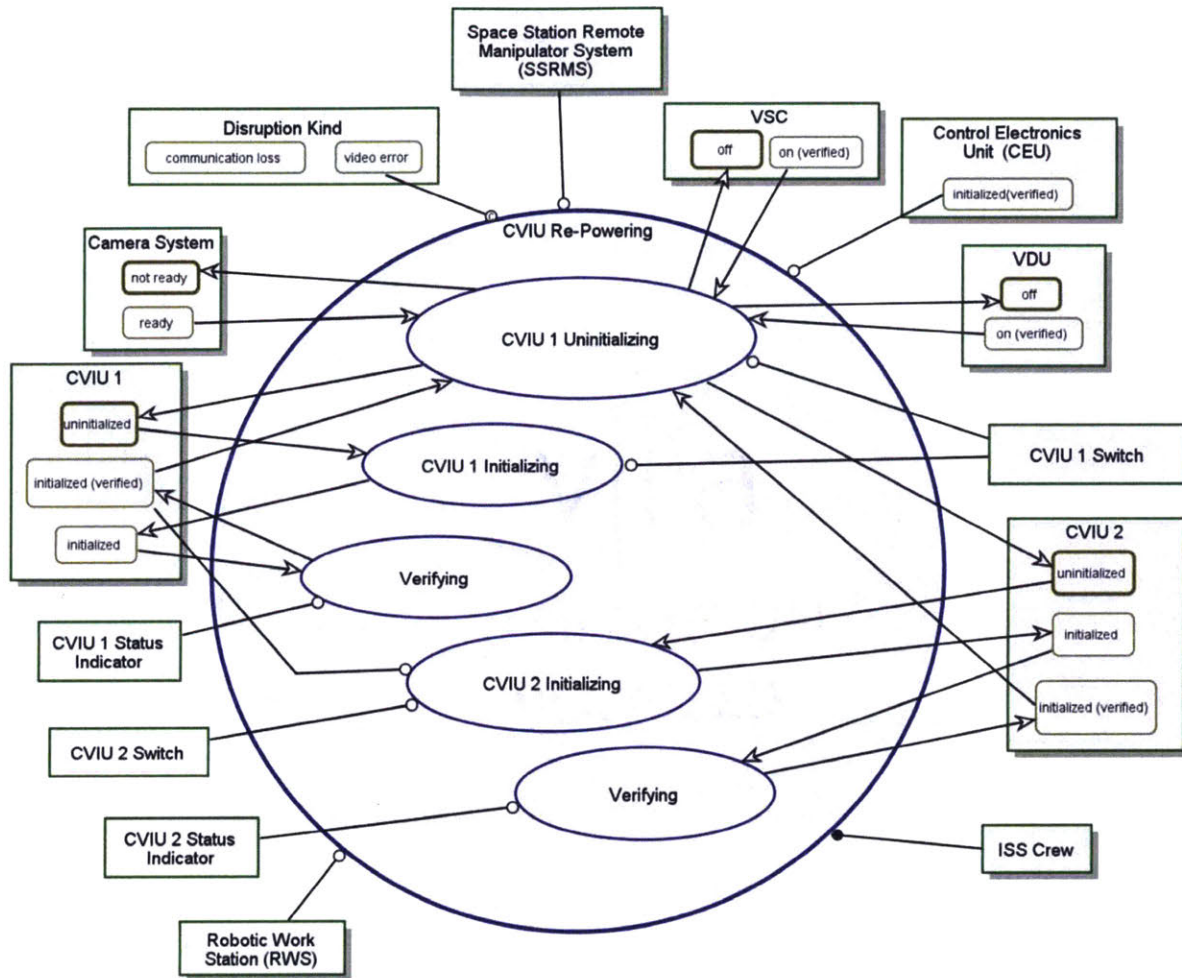 Space Station Remote
Manipulator System
(SSRMS)
Disruption Kind
communication loss
video error
VSC
off
on (verified)
Control Electronics
Unit (CEU)
initialized(verified)
CVIU Re-Powering
Camera System
not ready
ready
VDU
off
on (verified)
CVIU 1 Uninitializing
CVIU 1
uninitialized
initialized (verified)
initialized
CVIU 1 Initializing
CVIU 1 Switch
CVIU 2
uninitialized
initialized
initialized (verified)
Verifying
CVIU 1 Status
Indicator
CVIU 2 Initializing
CVIU 2 Switch
Verifying
CVIU 2 Status
Indicator
ISS Crew
Robotic Work
Station (RWS)